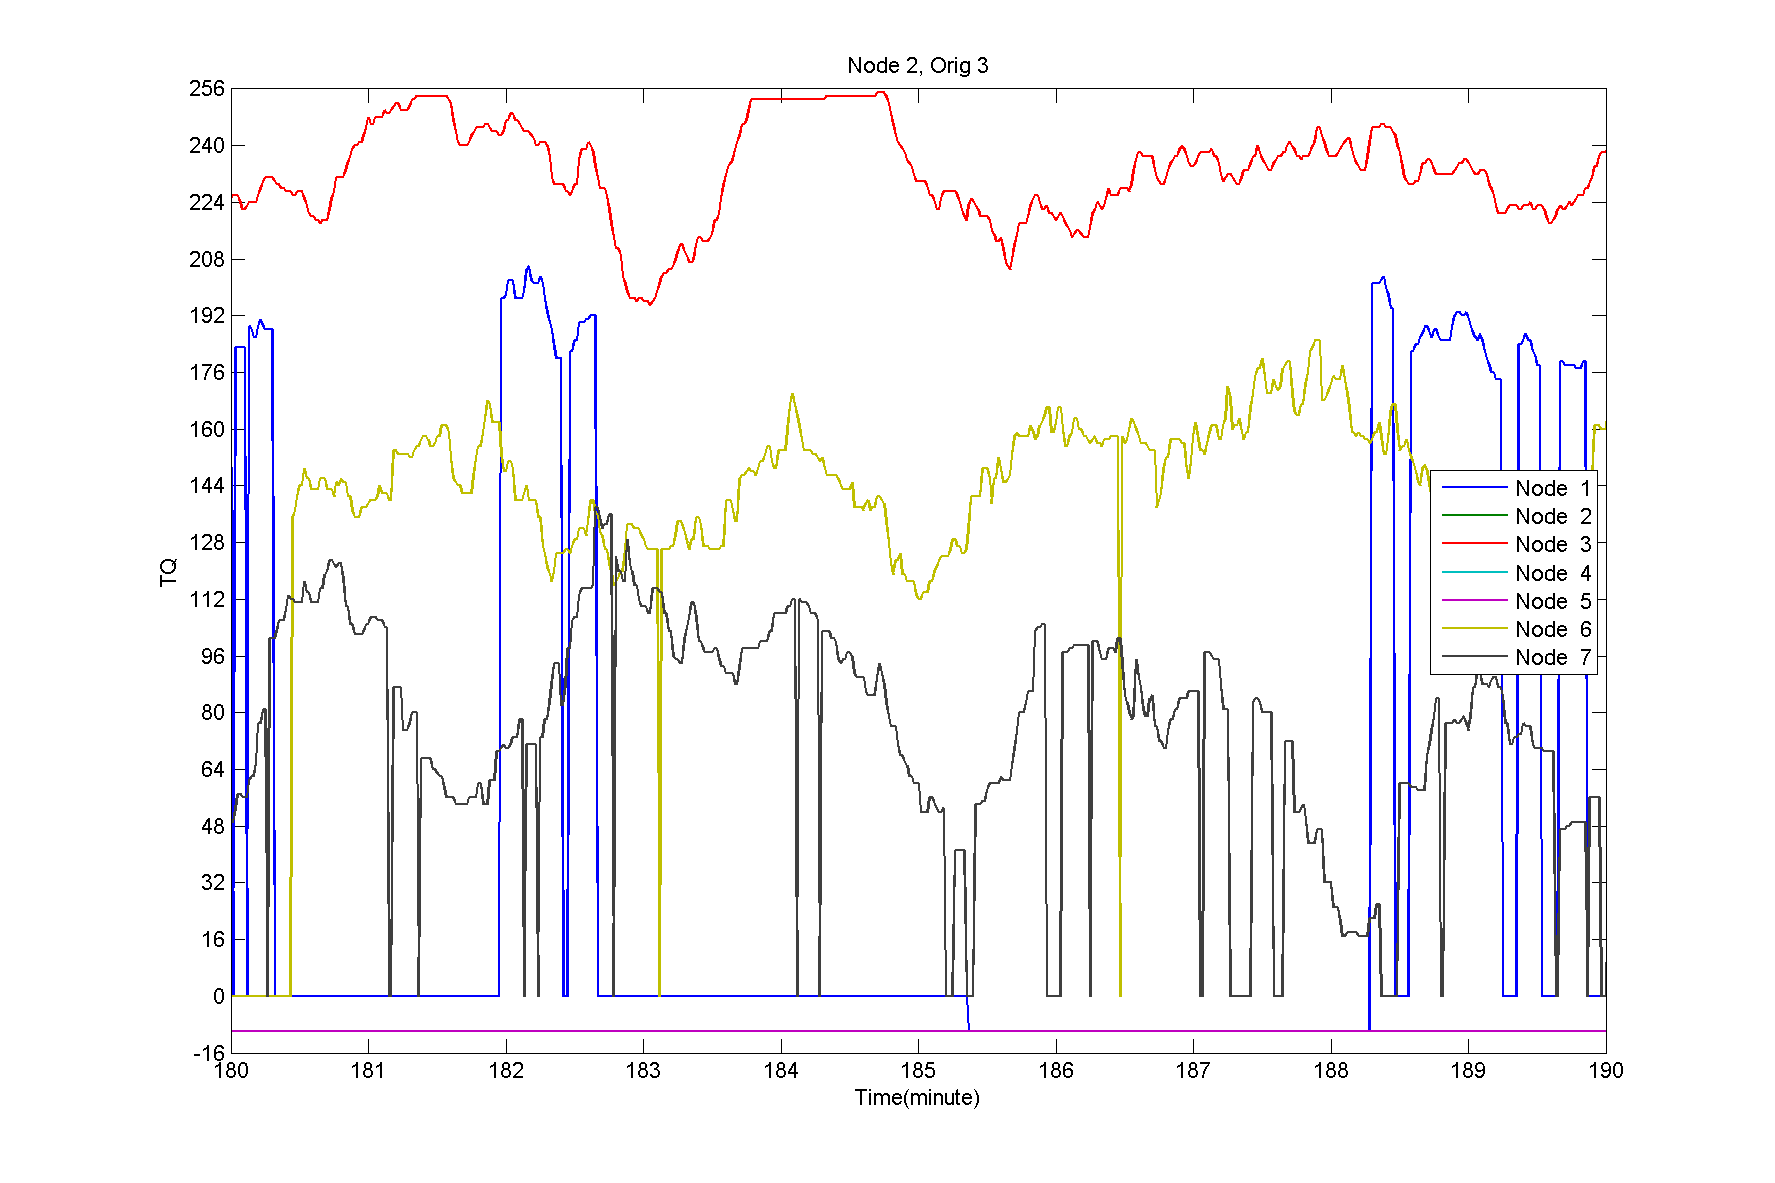 Node 2, Orig 3
256
240
224
208
192
176
160
144
128
112
96
80
64
48
32
16
0
-16
TQ
Node 1
Node 2
Node 3
Node 4
Node 5
Node 6
Node 7
180 181 182 183 184 185 186 187 188 189 190
Time(minute)